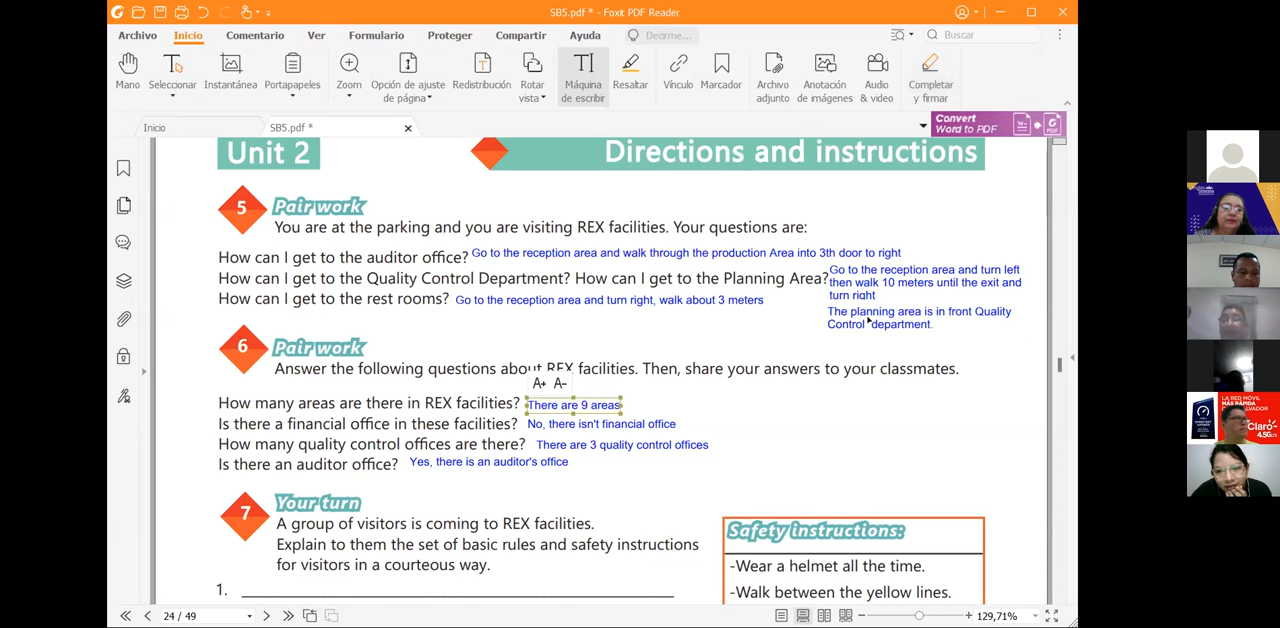 SB5.pdf * - Foxit PDF Reader
Archivo Inicio Comentario Ver Formulario Proteger Compartir Ayuda Decirme... Buscar
Mano Seleccionar Instantánea Portapapeles Zoom Opción de ajuste de página Redistribución Rotar vista Máquina de escribir Resaltar Vínculo Marcador Archivo adjunto Anotación de imágenes Audio & video Completar y firmar
Inicio SB5.pdf *
Convert Word to PDF
Unit 2 Directions and instructions
5 Pair work
You are at the parking and you are visiting REX facilities. Your questions are:
How can I get to the auditor office? Go to the reception area and walk through the production Area into 3th door to right
How can I get to the Quality Control Department? How can I get to the Planning Area? Go to the reception area and turn left
then walk 10 meters until the exit and
turn right
How can I get to the rest rooms? Go to the reception area and turn right, walk about 3 meters
The planning area is in front Quality
Control department.
6 Pair work
Answer the following questions about REX facilities. Then, share your answers to your classmates.
A+ A-
How many areas are there in REX facilities? There are 9 areas
Is there a financial office in these facilities? No, there isn't financial office
How many quality control offices are there? There are 3 quality control offices
Is there an auditor office? Yes, there is an auditor's office
7 Your turn
A group of visitors is coming to REX facilities.
Explain to them the set of basic rules and safety instructions
for visitors in a courteous way.
1.
Safety instructions:
-Wear a helmet all the time.
-Walk between the yellow lines.
24 / 49 129,71%
LA RED MÓVIL
MÁS RÁPIDA
Claro
4.5G